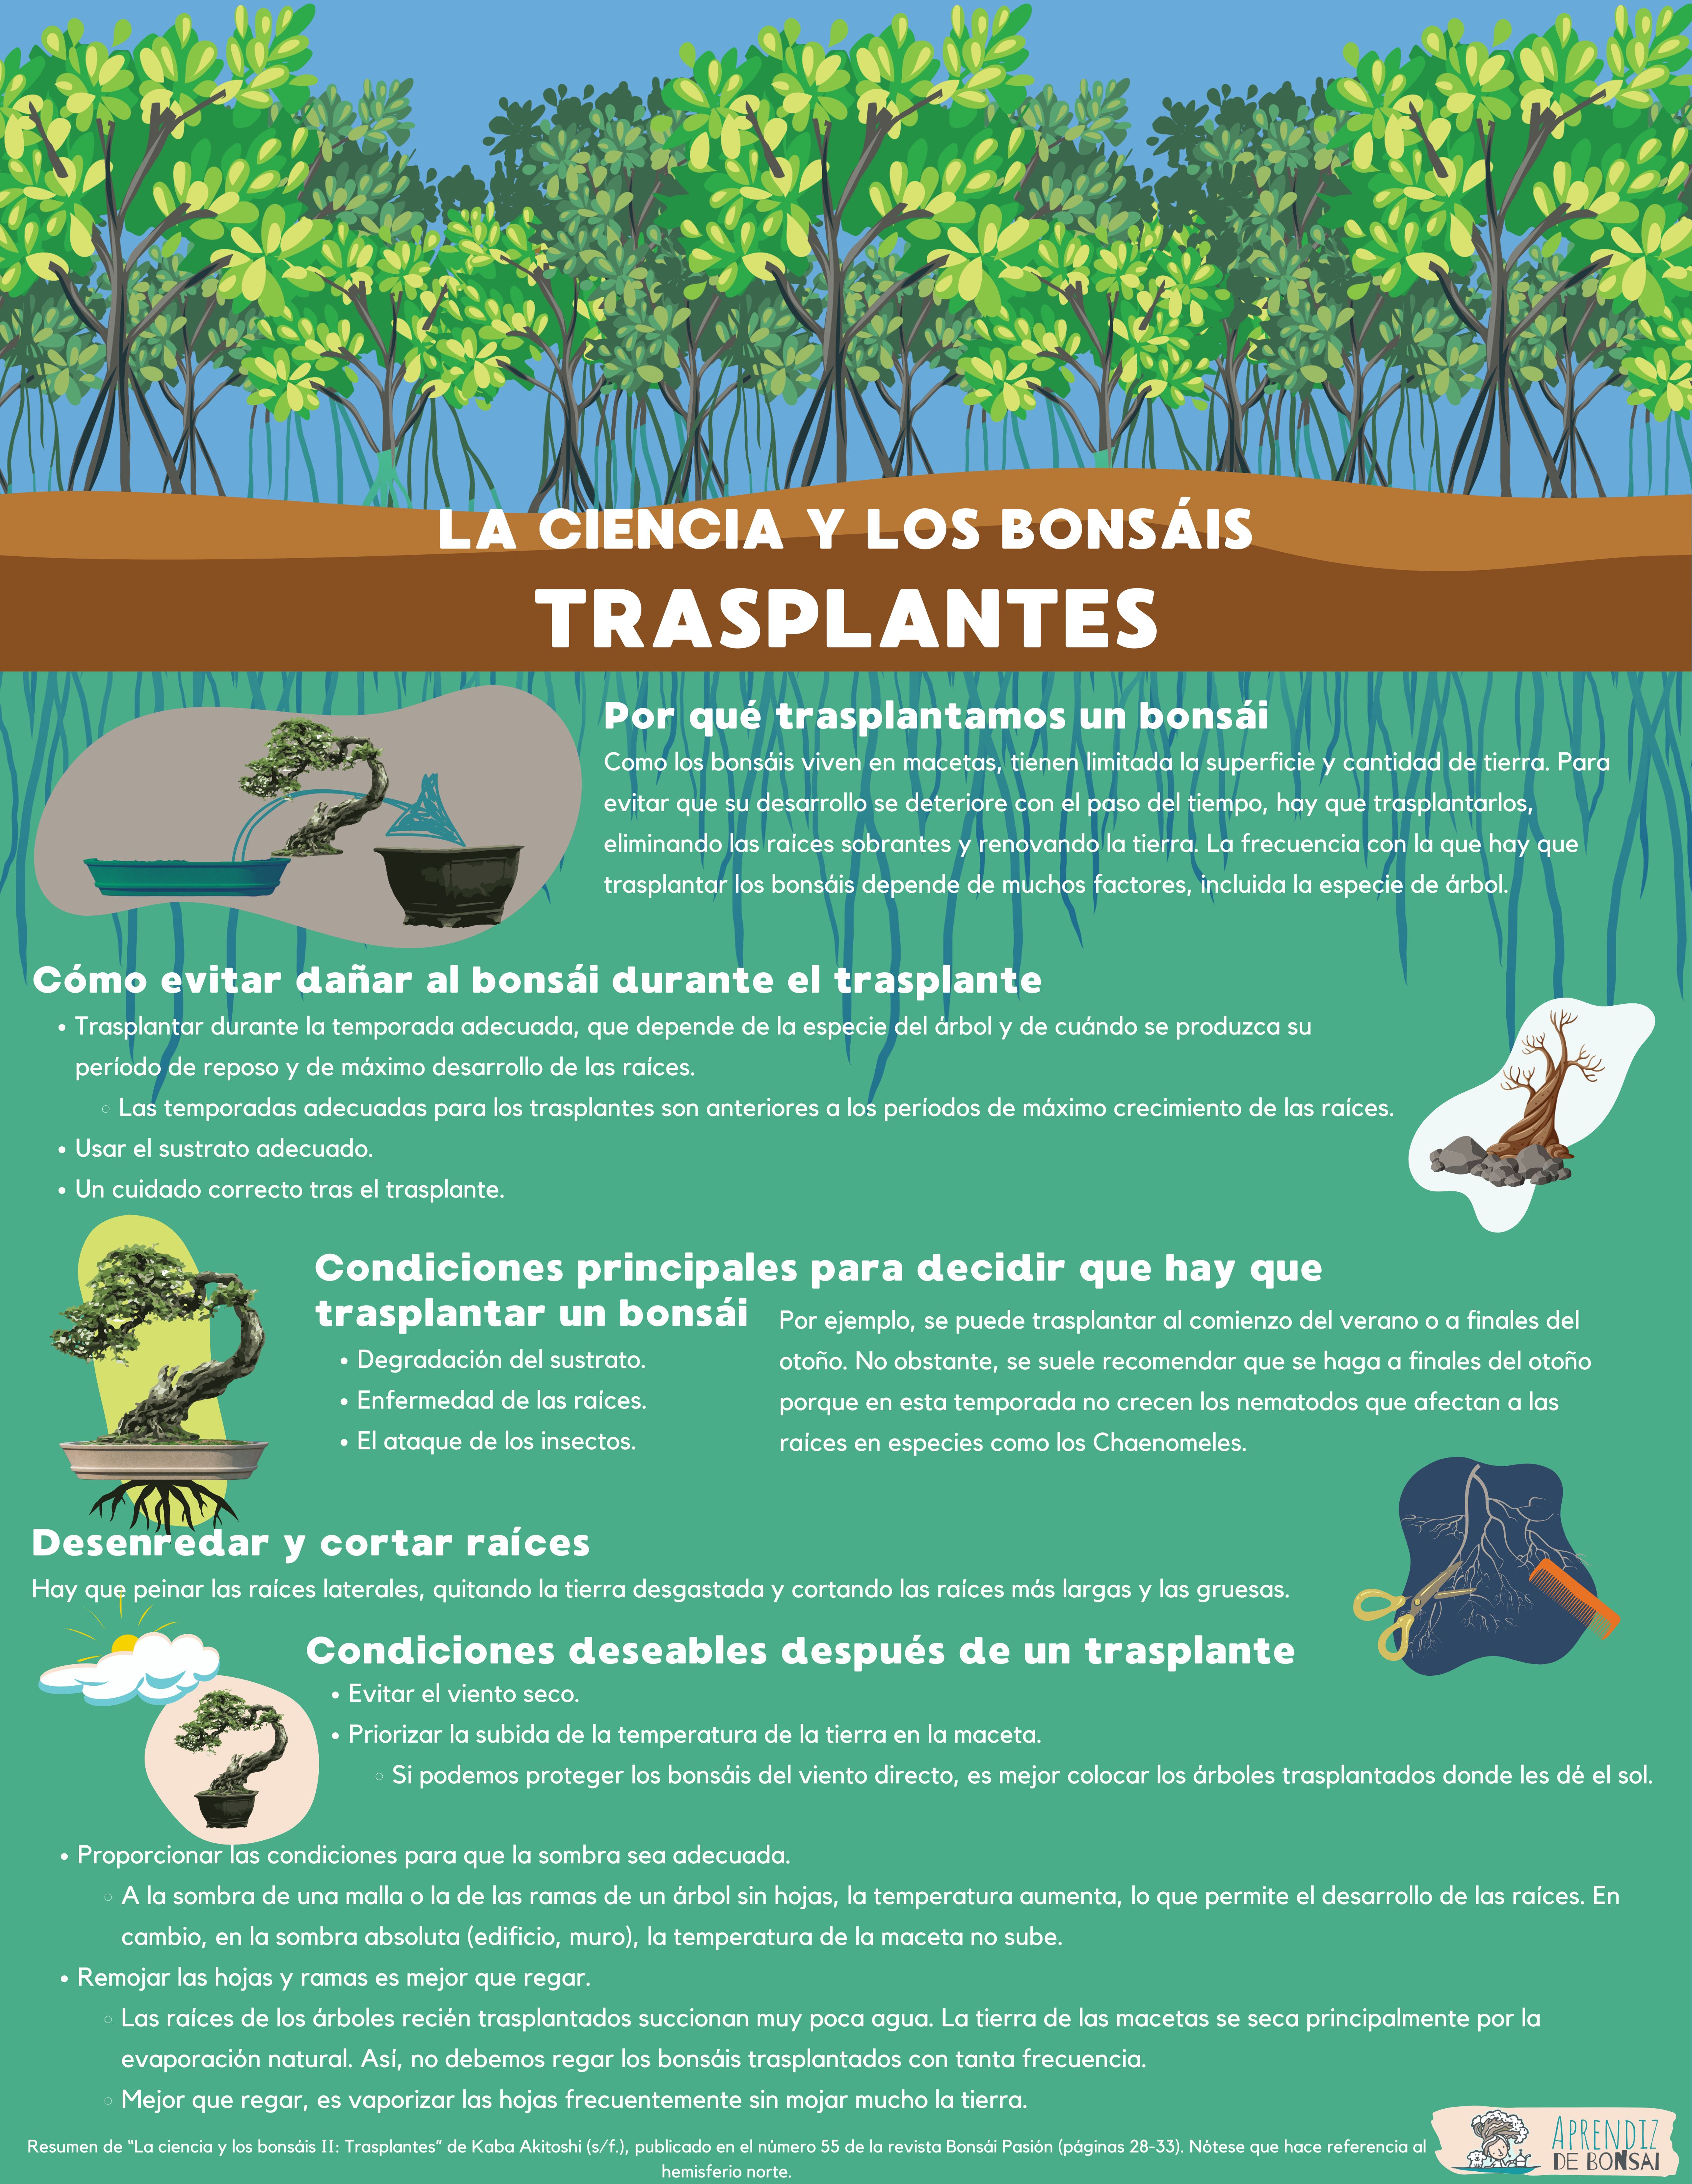 LA CIENCIA Y LOS BONSÁIS
TRASPLANTES
Por qué trasplantamos un bonsái
Como los bonsáis viven en macetas, tienen limitada la superficie y cantidad de tierra. Para
evitar que su desarrollo se deteriore con el paso del tiempo, hay que trasplantarlos,
eliminando las raíces sobrantes y renovando la tierra. La frecuencia con la que hay que
trasplantar los bonsáis depende de muchos factores, incluida la especie de árbol.
Cómo evitar dañar al bonsái durante el trasplante
• Trasplantar durante la temporada adecuada, que depende de la especie del árbol y de cuándo se produzca su
período de reposo y de máximo desarrollo de las raíces.
◦ Las temporadas adecuadas para los trasplantes son anteriores a los períodos de máximo crecimiento de las raíces.
• Usar el sustrato adecuado.
• Un cuidado correcto tras el trasplante.
Condiciones principales para decidir que hay que
trasplantar un bonsái
• Degradación del sustrato.
• Enfermedad de las raíces.
• El ataque de los insectos.
Por ejemplo, se puede trasplantar al comienzo del verano o a finales del
otoño. No obstante, se suele recomendar que se haga a finales del otoño
porque en esta temporada no crecen los nematodos que afectan a las
raíces en especies como los Chaenomeles.
Desenredar y cortar raíces
Hay que peinar las raíces laterales, quitando la tierra desgastada y cortando las raíces más largas y las gruesas.
Condiciones deseables después de un trasplante
• Evitar el viento seco.
• Priorizar la subida de la temperatura de la tierra en la maceta.
◦ Si podemos proteger los bonsáis del viento directo, es mejor colocar los árboles trasplantados donde les dé el sol.
• Proporcionar las condiciones para que la sombra sea adecuada.
◦ A la sombra de una malla o la de las ramas de un árbol sin hojas, la temperatura aumenta, lo que permite el desarrollo de las raíces. En
cambio, en la sombra absoluta (edificio, muro), la temperatura de la maceta no sube.
• Remojar las hojas y ramas es mejor que regar.
◦ Las raíces de los árboles recién trasplantados succionan muy poca agua. La tierra de las macetas se seca principalmente por la
evaporación natural. Así, no debemos regar los bonsáis trasplantados con tanta frecuencia.
◦ Mejor que regar, es vaporizar las hojas frecuentemente sin mojar mucho la tierra.
Resumen de "La ciencia y los bonsáis II: Trasplantes" de Kaba Akitoshi (s/f.), publicado en el número 55 de la revista Bonsái Pasión (páginas 28-33). Nótese que hace referencia al
hemisferio norte.
APRENDIZ
DE BONSAI